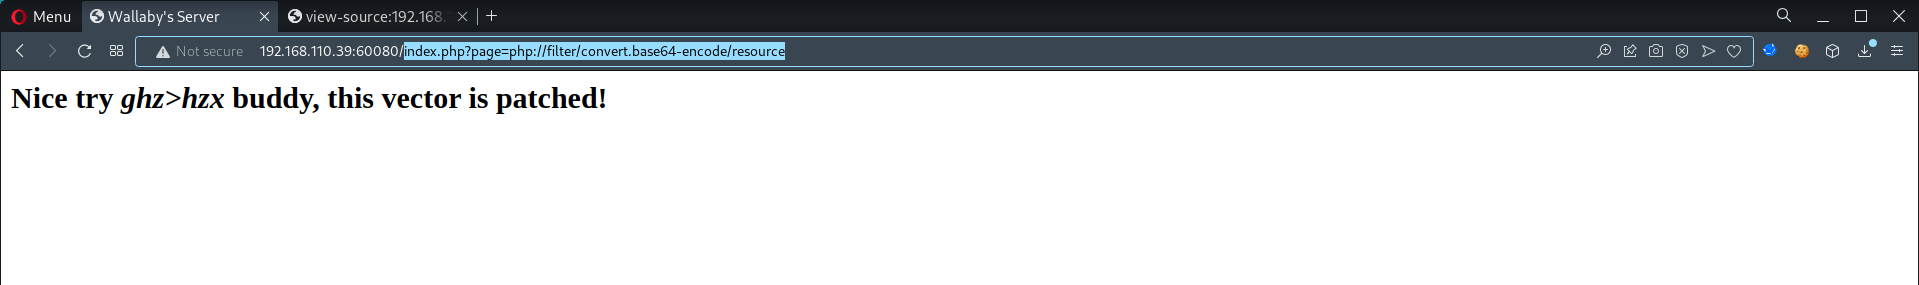 Menu Wallaby's Server view-source:192.168.
Not secure 192.168.110.39:60080/index.php?page=php://filter/convert.base64-encode/resource
Nice try ghz>hzx buddy, this vector is patched!